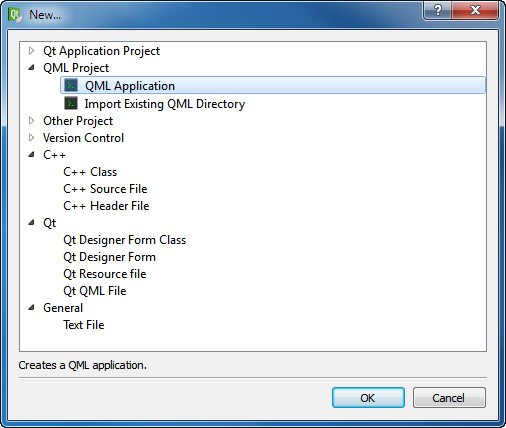 New...
Qt Application Project
QML Project
QML Application
Import Existing QML Directory
Other Project
Version Control
C++
C++ Class
C++ Source File
C++ Header File
Qt
Qt Designer Form Class
Qt Designer Form
Qt Resource file
Qt QML File
General
Text File
Creates a QML application.
OK Cancel